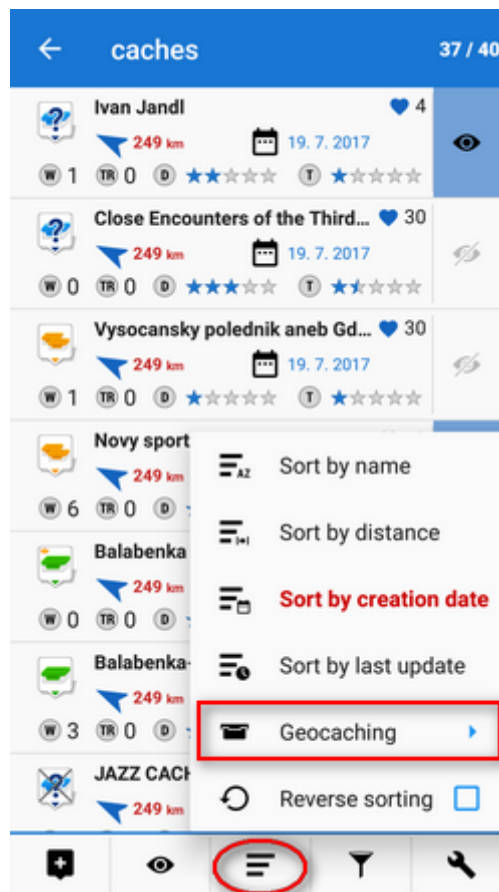 caches 37 / 40
Ivan Jandl 4
249 km 19. 7. 2017
W 1 TR 0 D T
Close Encounters of the Third... 30
249 km 19. 7. 2017
W 0 TR 0 D T
Vysocansky polednik aneb Gd... 30
249 km 19. 7. 2017
W 1 TR 0 D T
Novy sport
249 km
W 6 TR 0 D
Balabenka
249 km
W 0 TR 0 D
Balabenka-
249 km
W 3 TR 0 D
JAZZ CACH
249 km
AZ Sort by name
Sort by distance
Sort by creation date
Sort by last update
Geocaching
Reverse sorting